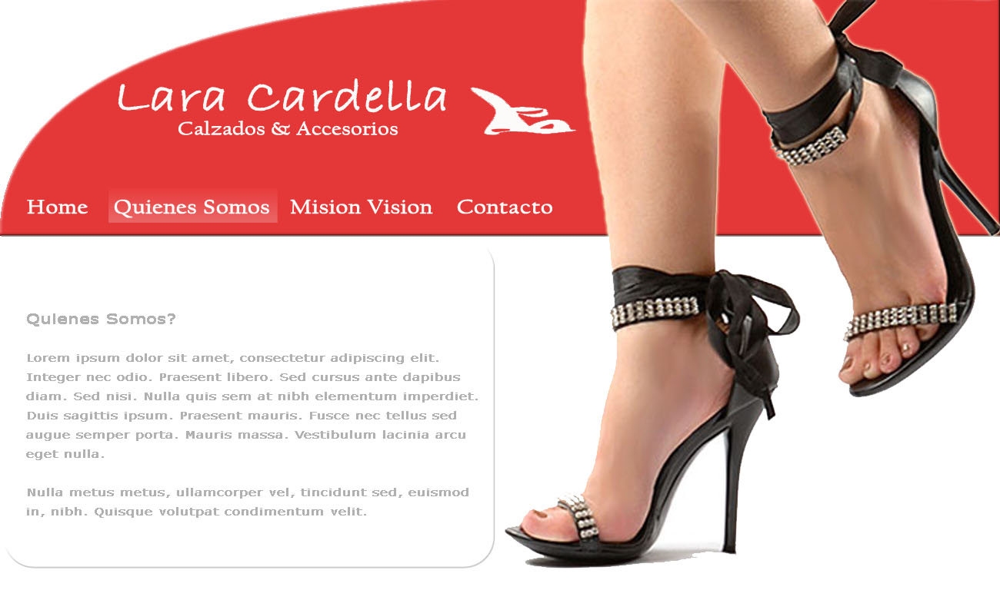 Lara Cardella
Calzados & Accesorios
Home Quienes Somos Mision Vision Contacto
Quienes Somos?
Lorem ipsum dolor sit amet, consectetur adipiscing elit.
Integer nec odio. Praesent libero. Sed cursus ante dapibus
diam. Sed nisi. Nulla quis sem at nibh elementum imperdiet.
Duis sagittis ipsum. Praesent mauris. Fusce nec tellus sed
augue semper porta. Mauris massa. Vestibulum lacinia arcu
eget nulla.
Nulla metus metus, ullamcorper vel, tincidunt sed, euismod
in, nibh. Quisque volutpat condimentum velit.